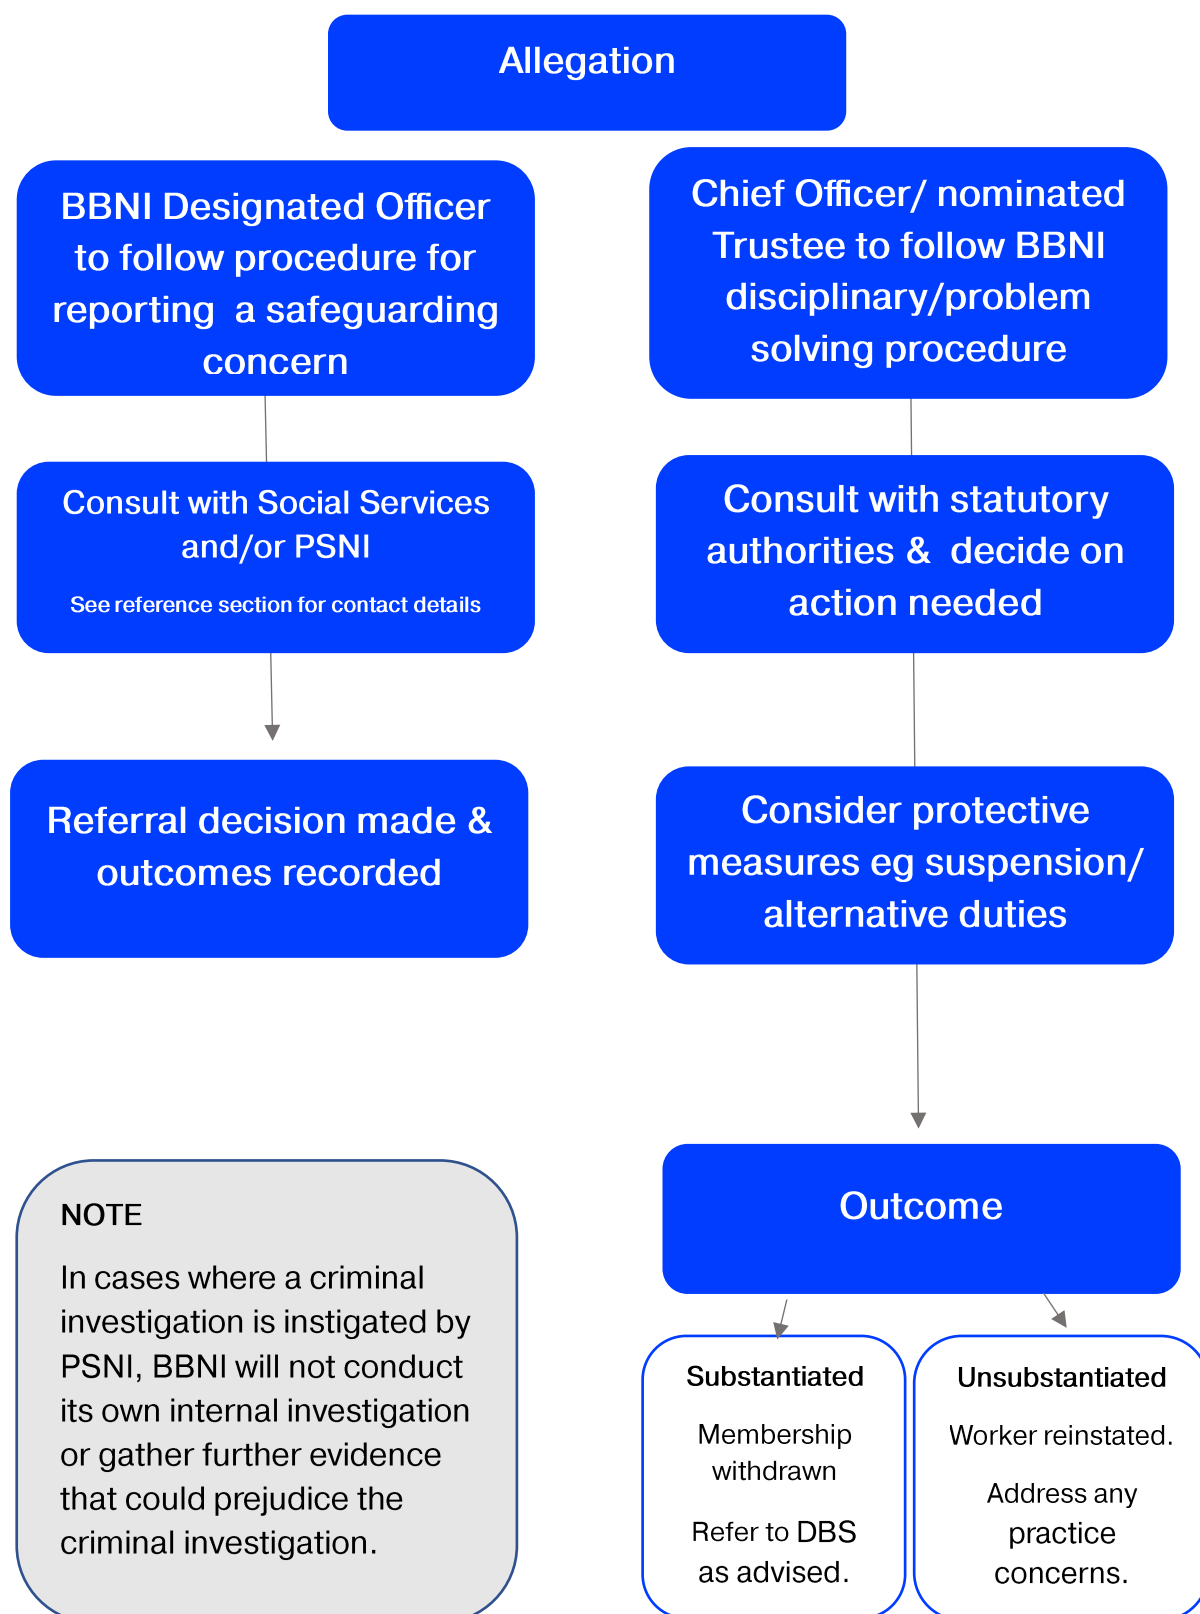 Allegation
BBNI Designated Officer
to follow procedure for
reporting a safeguarding
concern
Chief Officer/ nominated
Trustee to follow BBNI
disciplinary/problem
solving procedure
Consult with Social Services
and/or PSNI
See reference section for contact details
Consult with statutory
authorities & decide on
action needed
Referral decision made &
outcomes recorded
Consider protective
measures eg suspension/
alternative duties
Outcome
NOTE
In cases where a criminal
investigation is instigated by
PSNI, BBNI will not conduct
its own internal investigation
or gather further evidence
that could prejudice the
criminal investigation.
Substantiated
Membership
withdrawn
Refer to DBS
as advised.
Unsubstantiated
Worker reinstated.
Address any
practice
concerns.